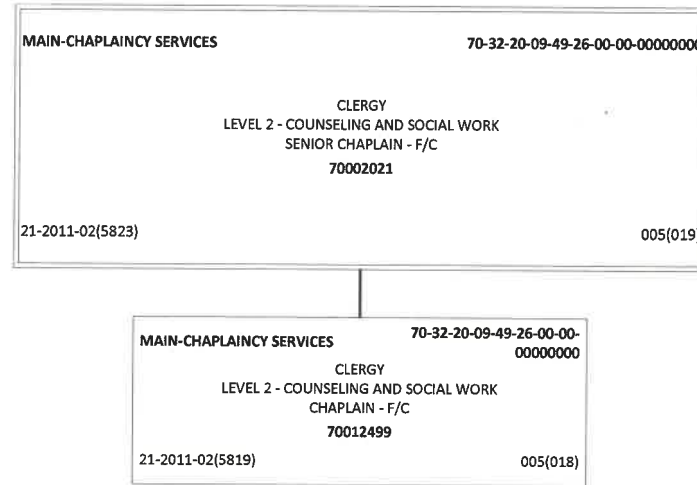 MAIN-CHAPLAINCY SERVICES 70-32-20-09-49-26-00-00-00000000
CLERGY
LEVEL 2 - COUNSELING AND SOCIAL WORK
SENIOR CHAPLAIN - F/C
70002021
21-2011-02(5823) 005(019)
MAIN-CHAPLAINCY SERVICES 70-32-20-09-49-26-00-00-
00000000
CLERGY
LEVEL 2 - COUNSELING AND SOCIAL WORK
CHAPLAIN - F/C
70012499
21-2011-02(5819) 005(018)